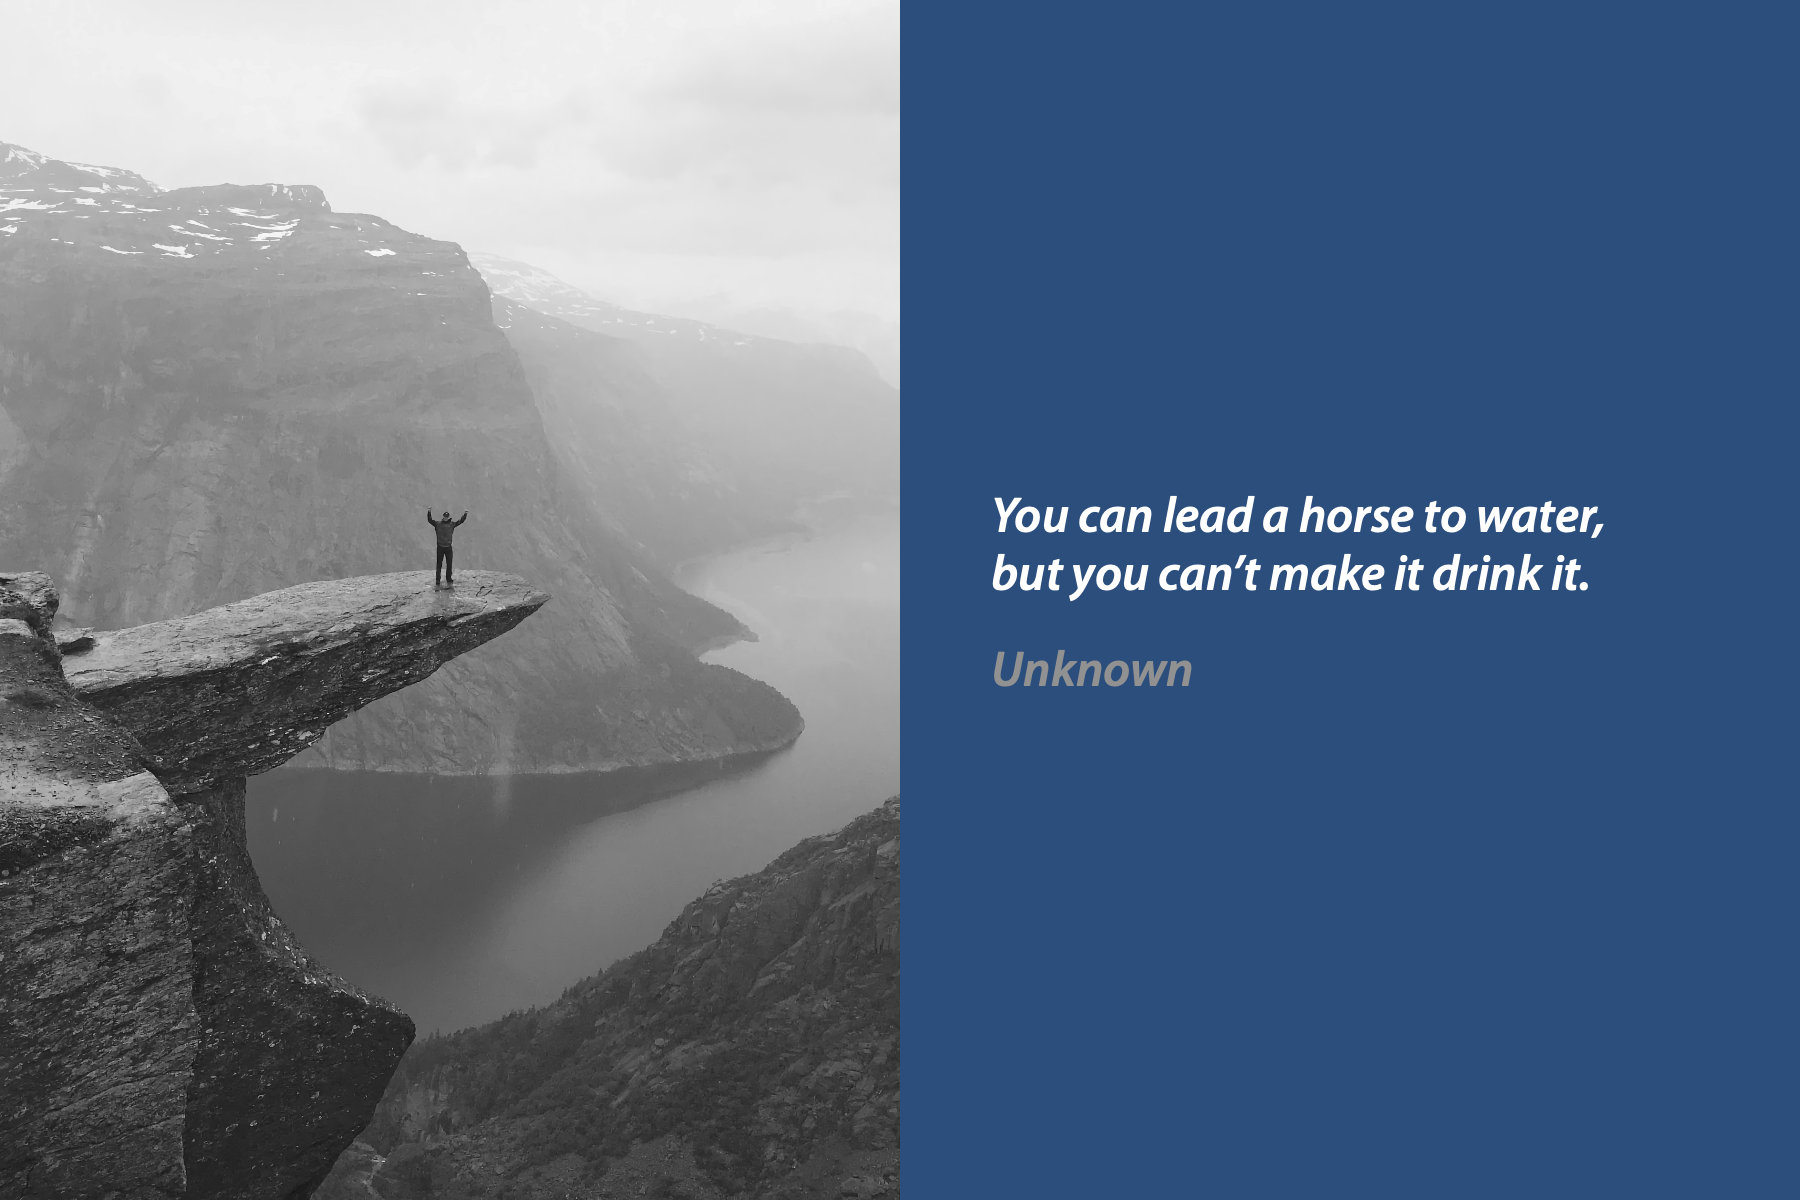 You can lead a horse to water,
but you can’t make it drink it.
Unknown